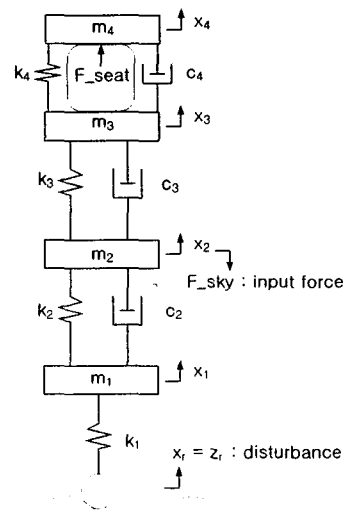 m₄
x₄
k₄
F_seat
c₄
m₃
x₃
k₃
c₃
m₂
x₂
F_sky : input force
k₂
c₂
m₁
x₁
k₁
xᵣ = zᵣ : disturbance